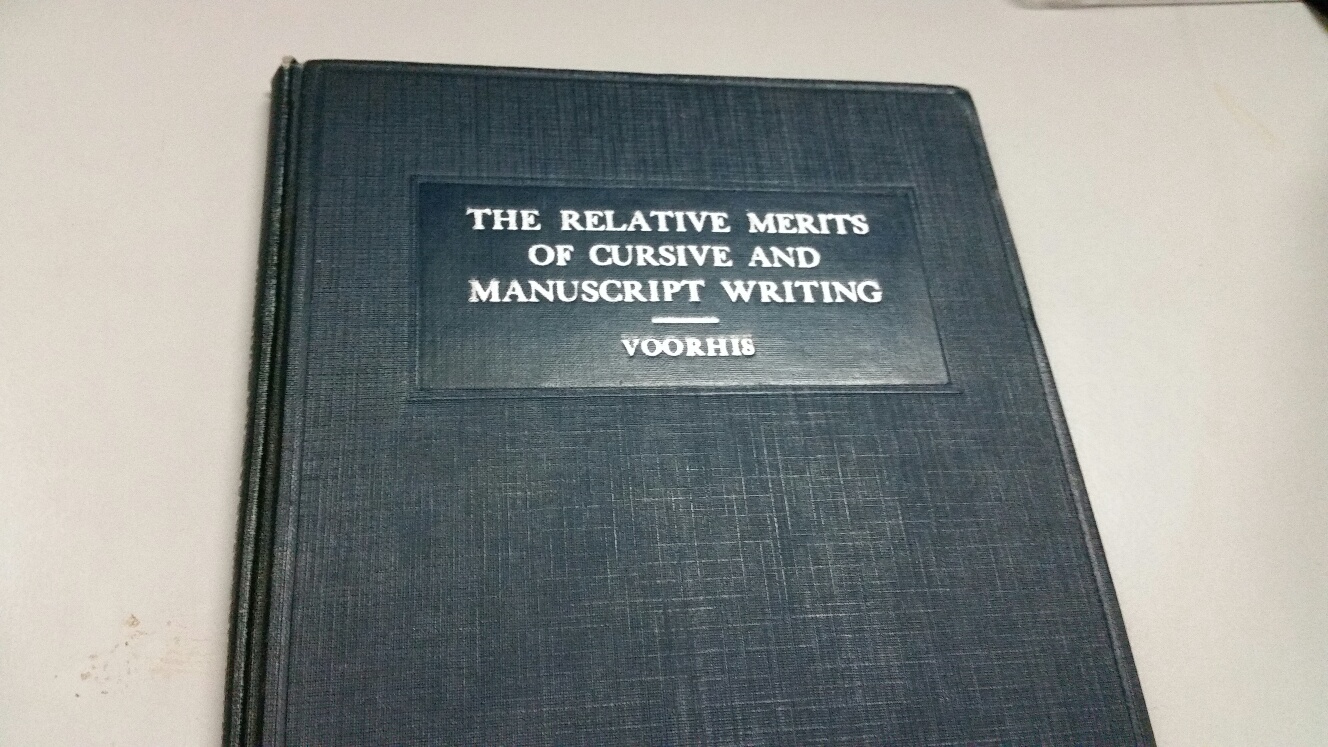 THE RELATIVE MERITS
OF CURSIVE AND
MANUSCRIPT WRITING
VOORHIS